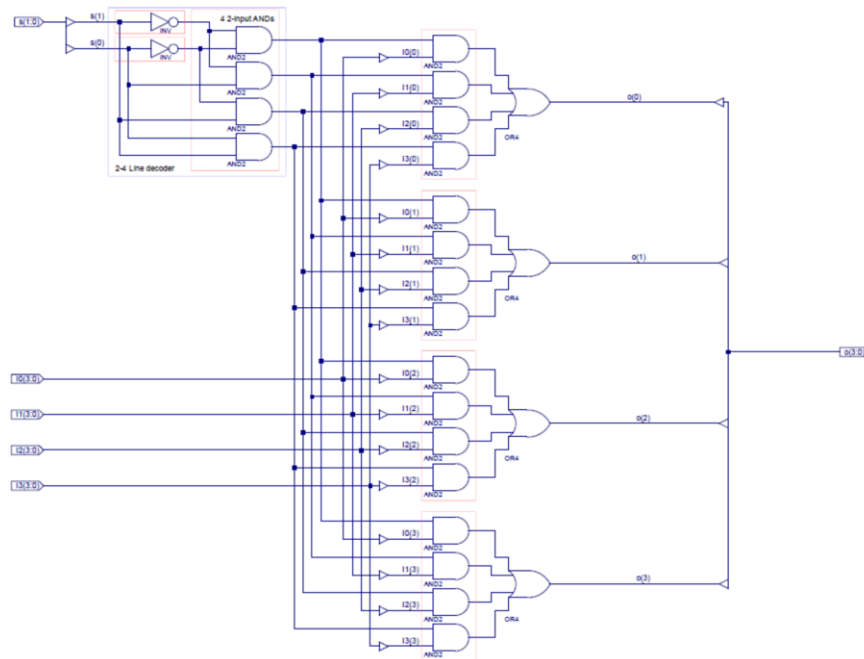 s(1:0)
s(1)
s(0)
INV
INV
4 2-input ANDs
AND2
AND2
AND2
AND2
2-4 Line decoder
I0(0)
AND2
I1(0)
AND2
I2(0)
AND2
I3(0)
AND2
OR4
o(0)
I0(1)
AND2
I1(1)
AND2
I2(1)
AND2
I3(1)
AND2
OR4
o(1)
I0(3:0)
I1(3:0)
I2(3:0)
I3(3:0)
I0(2)
AND2
I1(2)
AND2
I2(2)
AND2
I3(2)
AND2
OR4
o(2)
o(3:0)
I0(3)
AND2
I1(3)
AND2
I2(3)
AND2
I3(3)
AND2
OR4
o(3)